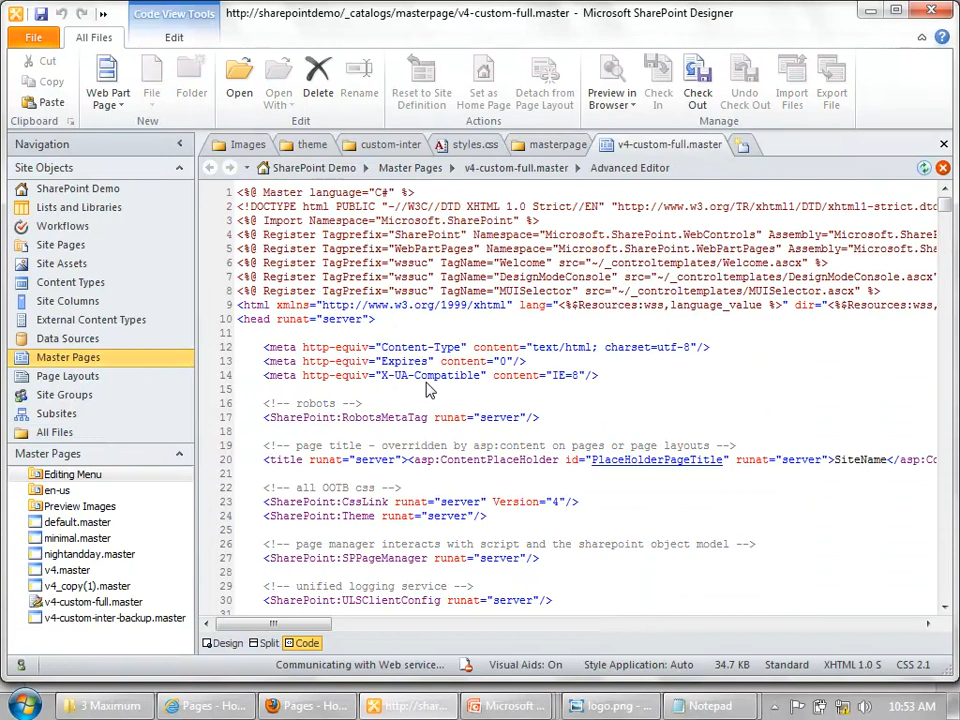 Code View Tools
http://sharepointdemo/_catalogs/masterpage/v4-custom-full.master - Microsoft SharePoint Designer
File
All Files
Edit
Cut
Copy
Paste
Clipboard
Web Part Page
File
Folder
New
Open
Open With
Delete
Rename
Edit
Reset to Site Definition
Set as Home Page
Detach from Page Layout
Actions
Preview in Browser
Check In
Check Out
Undo Check Out
Import Files
Export File
Manage
Navigation
Images
theme
custom-inter
styles.css
masterpage
v4-custom-full.master
Site Objects
SharePoint Demo
Master Pages
v4-custom-full.master
Advanced Editor
SharePoint Demo
Lists and Libraries
Workflows
Site Pages
Site Assets
Content Types
Site Columns
External Content Types
Data Sources
Master Pages
Page Layouts
Site Groups
Subsites
All Files
Master Pages
Editing Menu
en-us
Preview Images
default.master
minimal.master
nightandday.master
v4.master
v4_copy(1).master
v4-custom-full.master
v4-custom-inter-backup.master
1 <%@ Master language="C#" %>
2 <!DOCTYPE html PUBLIC "-//W3C//DTD XHTML 1.0 Strict//EN" "http://www.w3.org/TR/xhtml1/DTD/xhtml1-strict.dtd
3 <%@ Import Namespace="Microsoft.SharePoint" %>
4 <%@ Register Tagprefix="SharePoint" Namespace="Microsoft.SharePoint.WebControls" Assembly="Microsoft.ShareP
5 <%@ Register Tagprefix="WebPartPages" Namespace="Microsoft.SharePoint.WebPartPages" Assembly="Microsoft.Sha
6 <%@ Register TagPrefix="wssuc" TagName="Welcome" src="~/_controltemplates/Welcome.ascx" %>
7 <%@ Register TagPrefix="wssuc" TagName="DesignModeConsole" src="~/_controltemplates/DesignModeConsole.ascx"
8 <%@ Register TagPrefix="wssuc" TagName="MUISelector" src="~/_controltemplates/MUISelector.ascx" %>
9 <html xmlns="http://www.w3.org/1999/xhtml" lang="<%$Resources:wss,language_value %>" dir="<%$Resources:wss,
10 <head runat="server">
11
12 <meta http-equiv="Content-Type" content="text/html; charset=utf-8"/>
13 <meta http-equiv="Expires" content="0"/>
14 <meta http-equiv="X-UA-Compatible" content="IE=8"/>
15
16 <!-- robots -->
17 <SharePoint:RobotsMetaTag runat="server"/>
18
19 <!-- page title - overridden by asp:content on pages or page layouts -->
20 <title runat="server"><asp:ContentPlaceHolder id="PlaceHolderPageTitle" runat="server">SiteName</asp:Co
21
22 <!-- all OOTB css -->
23 <SharePoint:CssLink runat="server" Version="4"/>
24 <SharePoint:Theme runat="server"/>
25
26 <!-- page manager interacts with script and the sharepoint object model -->
27 <SharePoint:SPPageManager runat="server"/>
28
29 <!-- unified logging service -->
30 <SharePoint:ULSClientConfig runat="server"/>
31
Design
Split
Code
Communicating with Web service...
Visual Aids: On
Style Application: Auto
34.7 KB
Standard
XHTML 1.0 S
CSS 2.1
3 Maximum
Pages - Ho...
Pages - Ho...
http://shar...
Microsoft ...
logo.png - ...
Notepad
10:53 AM